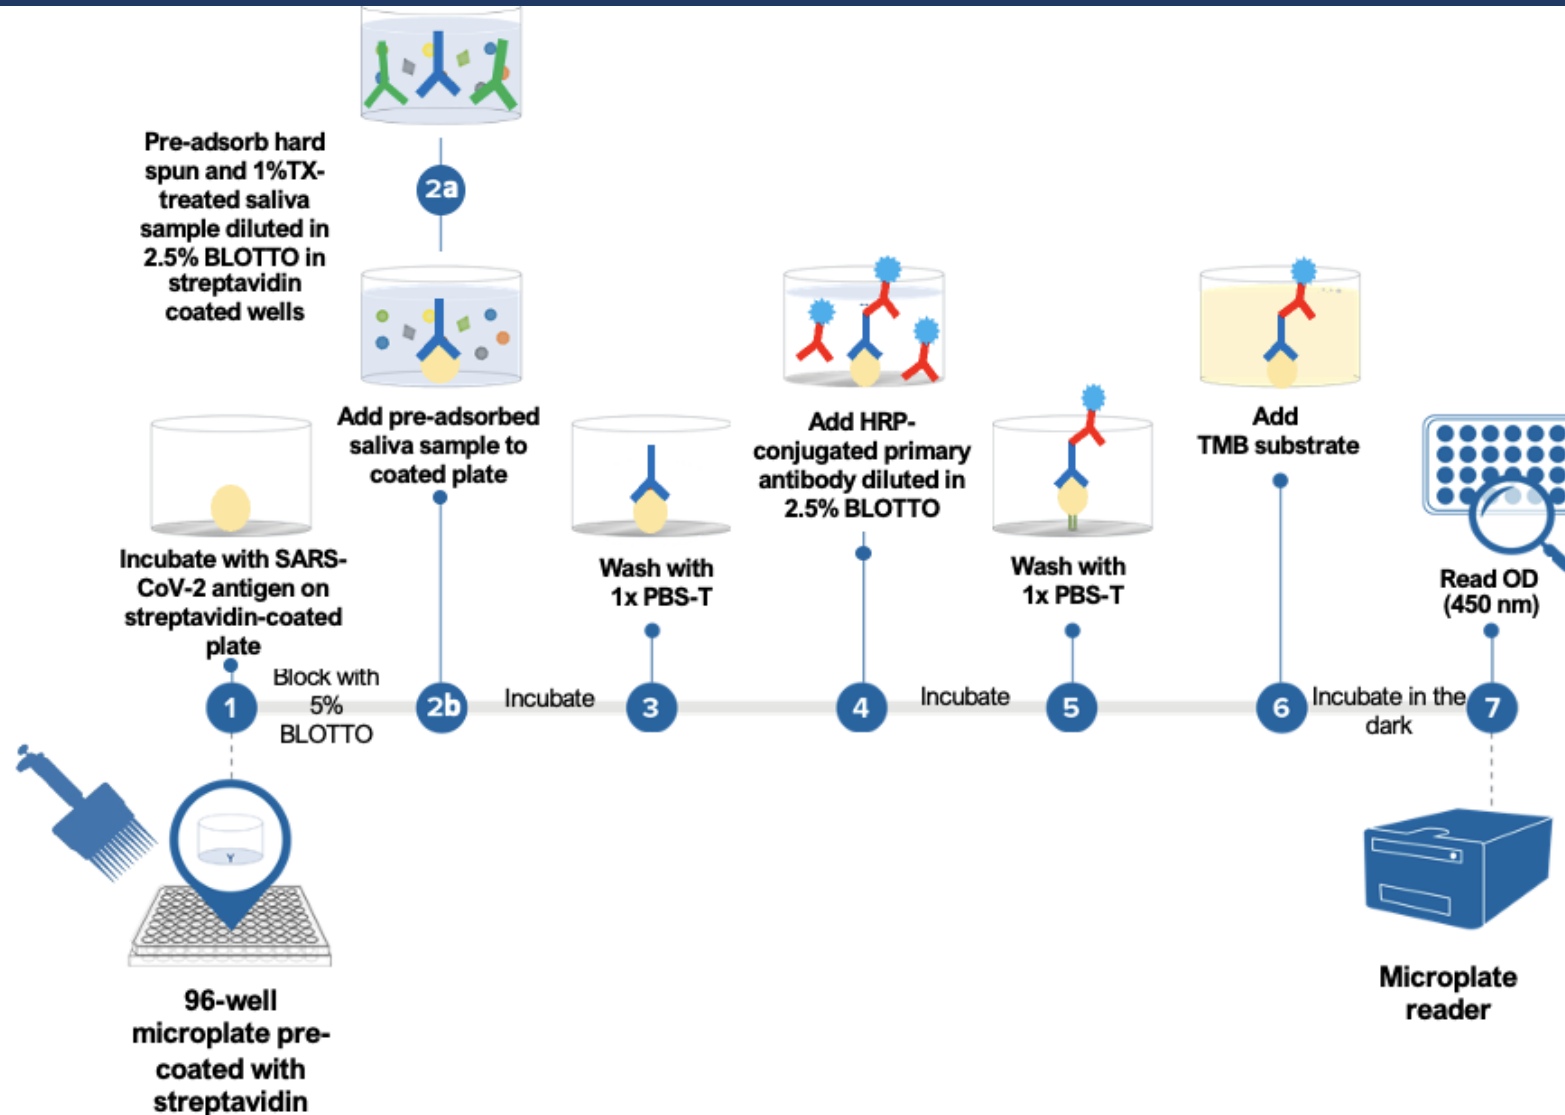 Pre-adsorb hard
spun and 1%TX-
treated saliva
sample diluted in
2.5% BLOTTO in
streptavidin
coated wells
2a
Add pre-adsorbed
saliva sample to
coated plate
Incubate with SARS-
CoV-2 antigen on
streptavidin-coated
plate
Wash with
1x PBS-T
Add HRP-
conjugated primary
antibody diluted in
2.5% BLOTTO
Wash with
1x PBS-T
Add
TMB substrate
Read OD
(450 nm)
1
Block with
5%
BLOTTO
2b
Incubate
3
4
Incubate
5
6
Incubate in the
dark
7
96-well
microplate pre-
coated with
streptavidin
Microplate
reader